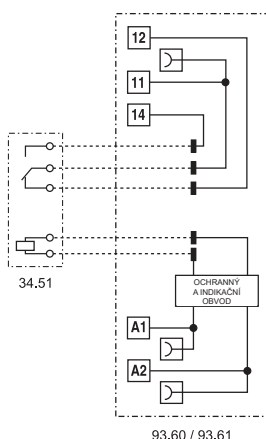 12
11
14
34.51
OCHRANNÝ
A INDIKAČNÍ
OBVOD
A1
A2
93.60 / 93.61